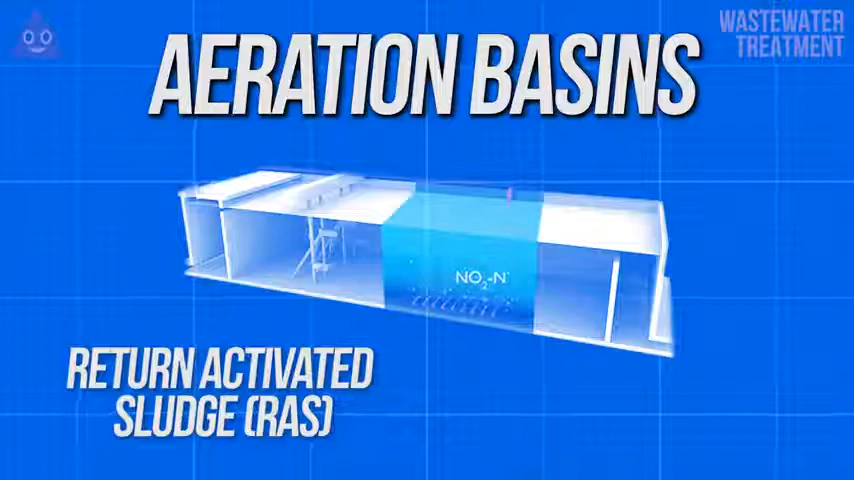 WASTEWATER
TREATMENT
AERATION BASINS
NO₂-N
RETURN ACTIVATED
SLUDGE (RAS)